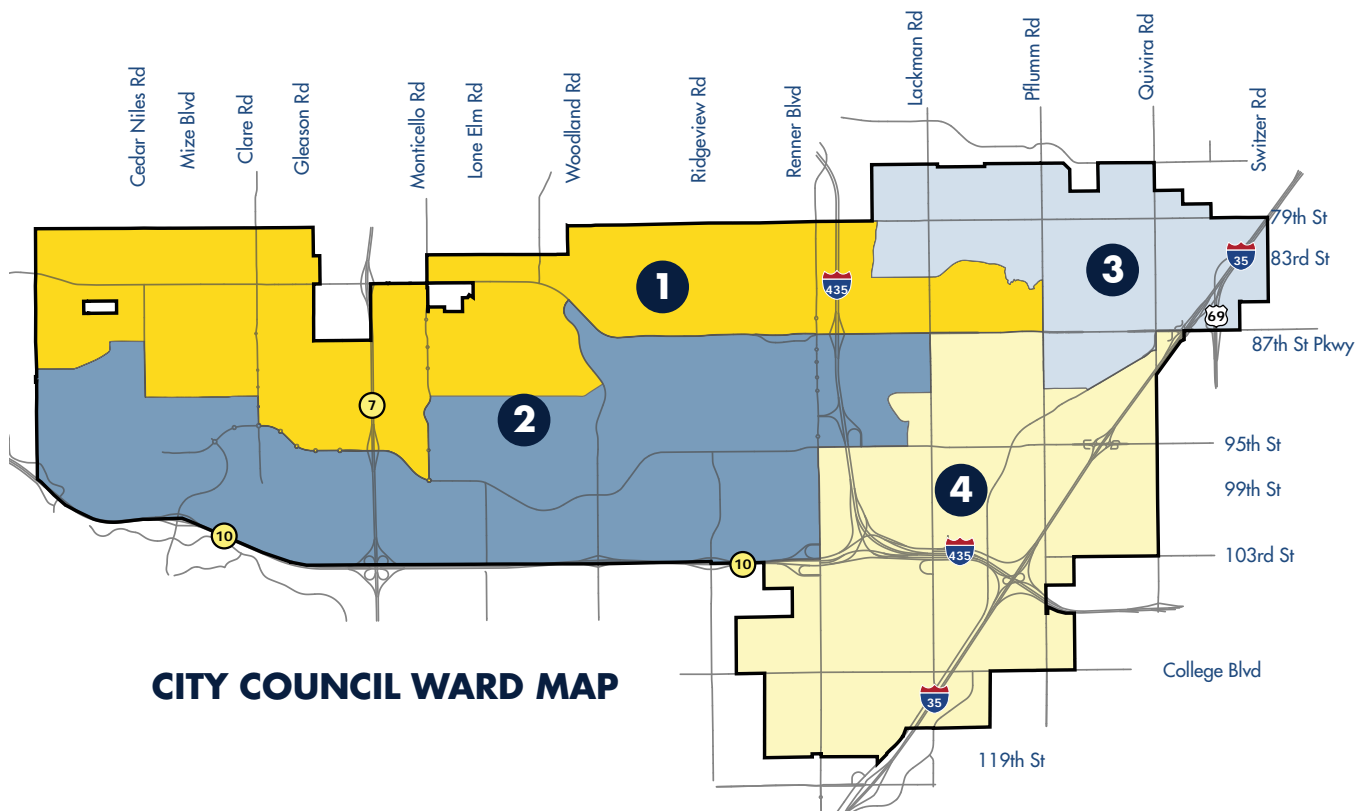 Cedar Niles Rd
Mize Blvd
Clare Rd
Gleason Rd
Monticello Rd
Lone Elm Rd
Woodland Rd
Ridgeview Rd
Renner Blvd
Lackman Rd
Pflumm Rd
Quivira Rd
Switzer Rd
79th St
35
83rd St
3
1
435
69
87th St Pkwy
7
2
95th St
4
99th St
10
435
103rd St
10
College Blvd
CITY COUNCIL WARD MAP
35
119th St